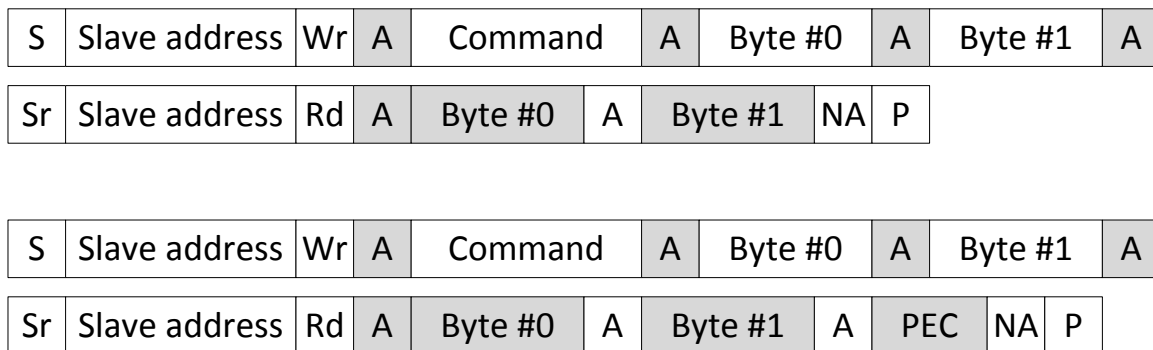 S Slave address Wr A Command A Byte #0 A Byte #1 A
Sr Slave address Rd A Byte #0 A Byte #1 NA P
S Slave address Wr A Command A Byte #0 A Byte #1 A
Sr Slave address Rd A Byte #0 A Byte #1 A PEC NA P